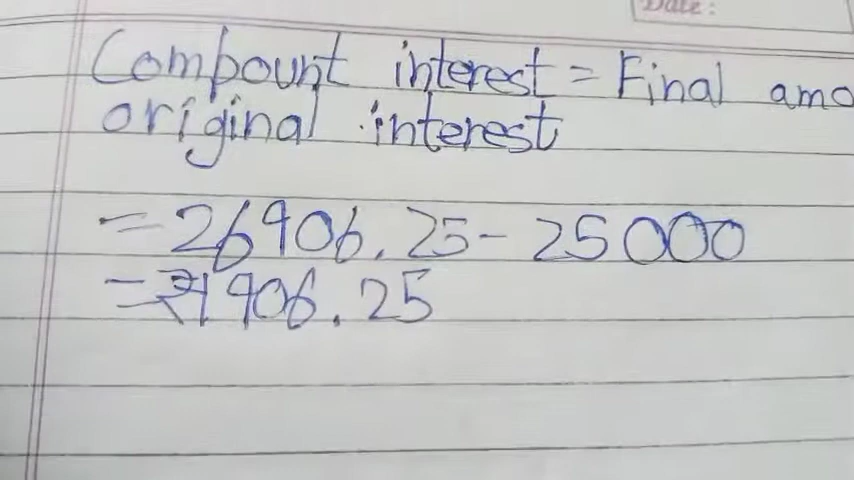 Date:
Compount interest = Final amo
original interest
= 26906.25 - 25000
= ₹1906.25